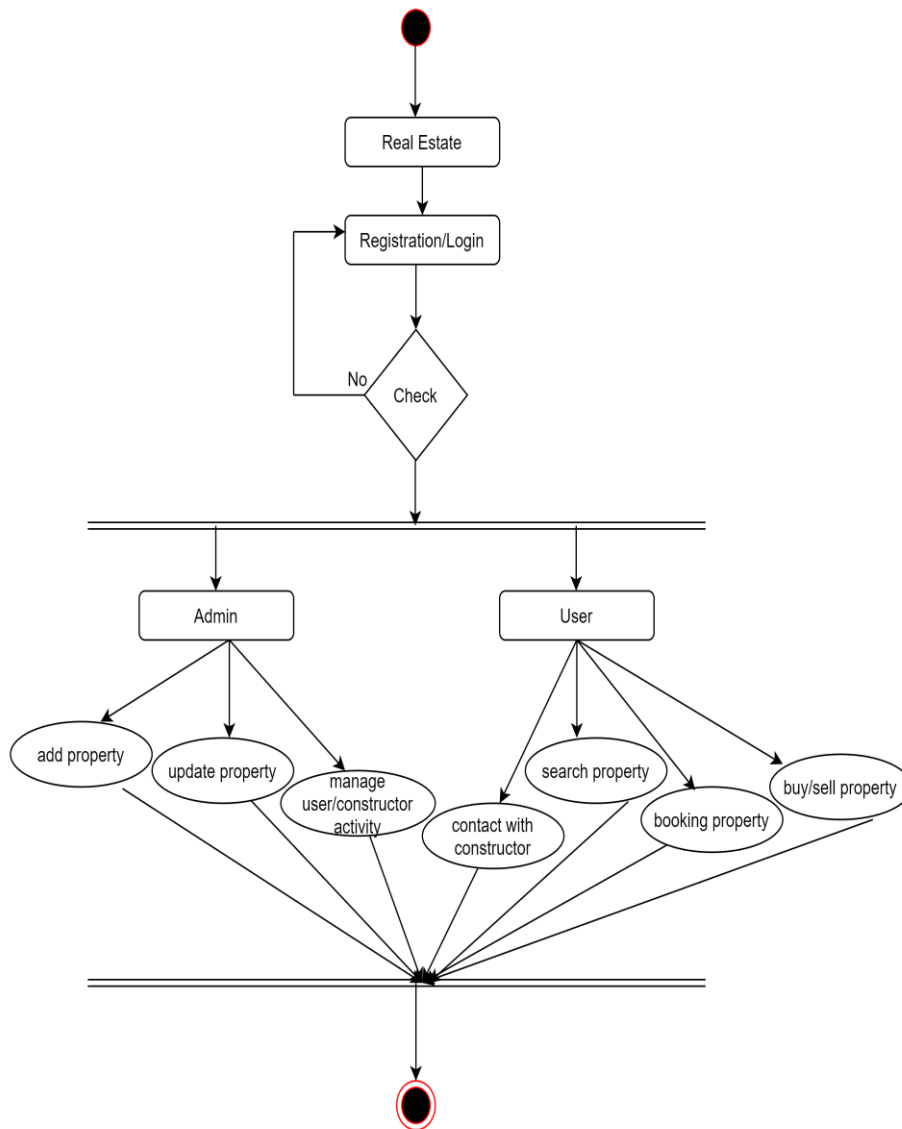 Real Estate
Registration/Login
No
Check
Admin
User
add property
update property
manage
user/constructor
activity
contact with
constructor
search property
booking property
buy/sell property